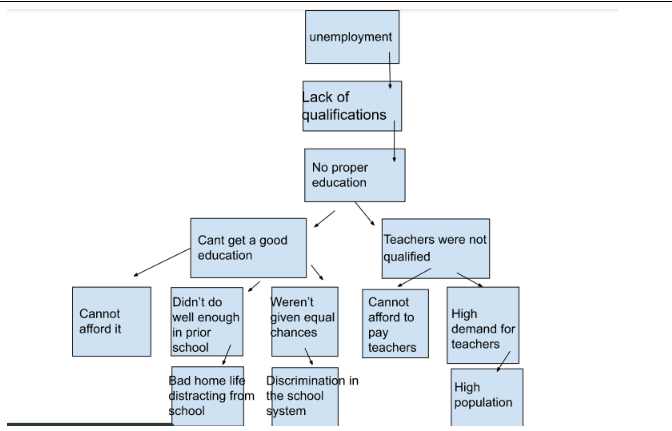 unemployment
Lack of
qualifications
No proper
education
Cant get a good
education
Teachers were not
qualified
Cannot
afford it
Didn't do
well enough
in prior
school
Weren't
given equal
chances
Cannot
afford to
pay
teachers
High
demand for
teachers
Bad home life
distracting from
school
Discrimination in
the school
system
High
population